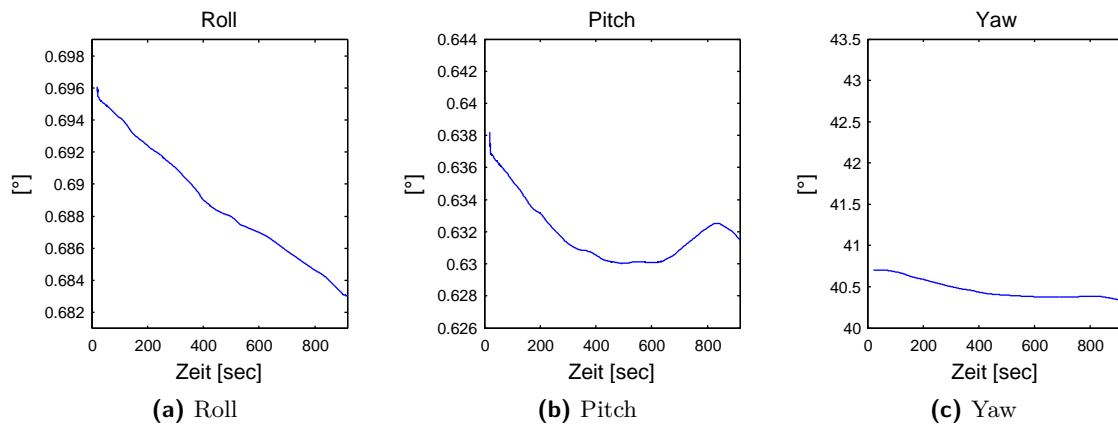 Roll
0.698
0.696
0.694
0.692
0.69
0.688
0.686
0.684
0.682
[°]
0 200 400 600 800
Zeit [sec]
(a) Roll
Pitch
0.644
0.642
0.64
0.638
0.636
0.634
0.632
0.63
0.628
0.626
[°]
0 200 400 600 800
Zeit [sec]
(b) Pitch
Yaw
43.5
43
42.5
42
41.5
41
40.5
40
[°]
0 200 400 600 800
Zeit [sec]
(c) Yaw